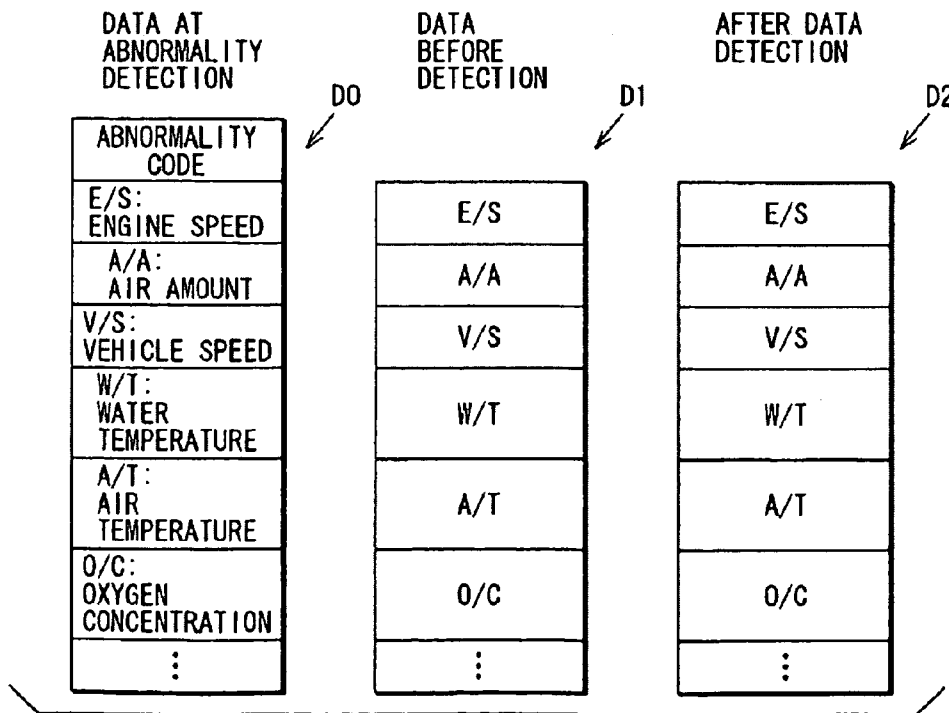 DATA AT
ABNORMALITY
DETECTION
D0
ABNORMALITY
CODE
E/S:
ENGINE SPEED
A/A:
AIR AMOUNT
V/S:
VEHICLE SPEED
W/T:
WATER
TEMPERATURE
A/T:
AIR
TEMPERATURE
O/C:
OXYGEN
CONCENTRATION
DATA
BEFORE
DETECTION
D1
E/S
A/A
V/S
W/T
A/T
O/C
AFTER DATA
DETECTION
D2
E/S
A/A
V/S
W/T
A/T
O/C